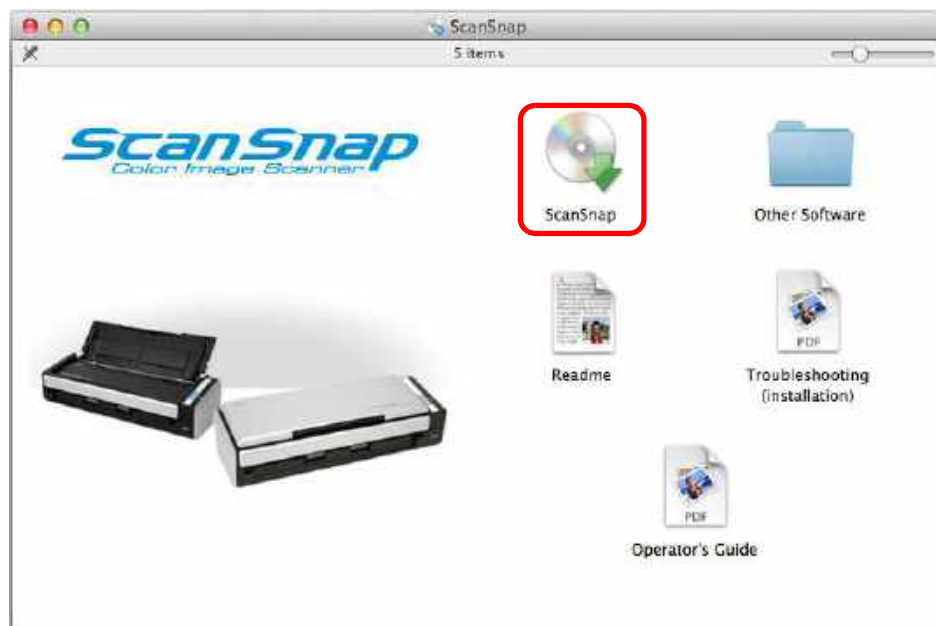 ScanSnap
5 items
ScanSnap
Color Image Scanner
ScanSnap
Other Software
Readme
PDF
Troubleshooting
(installation)
PDF
Operator's Guide